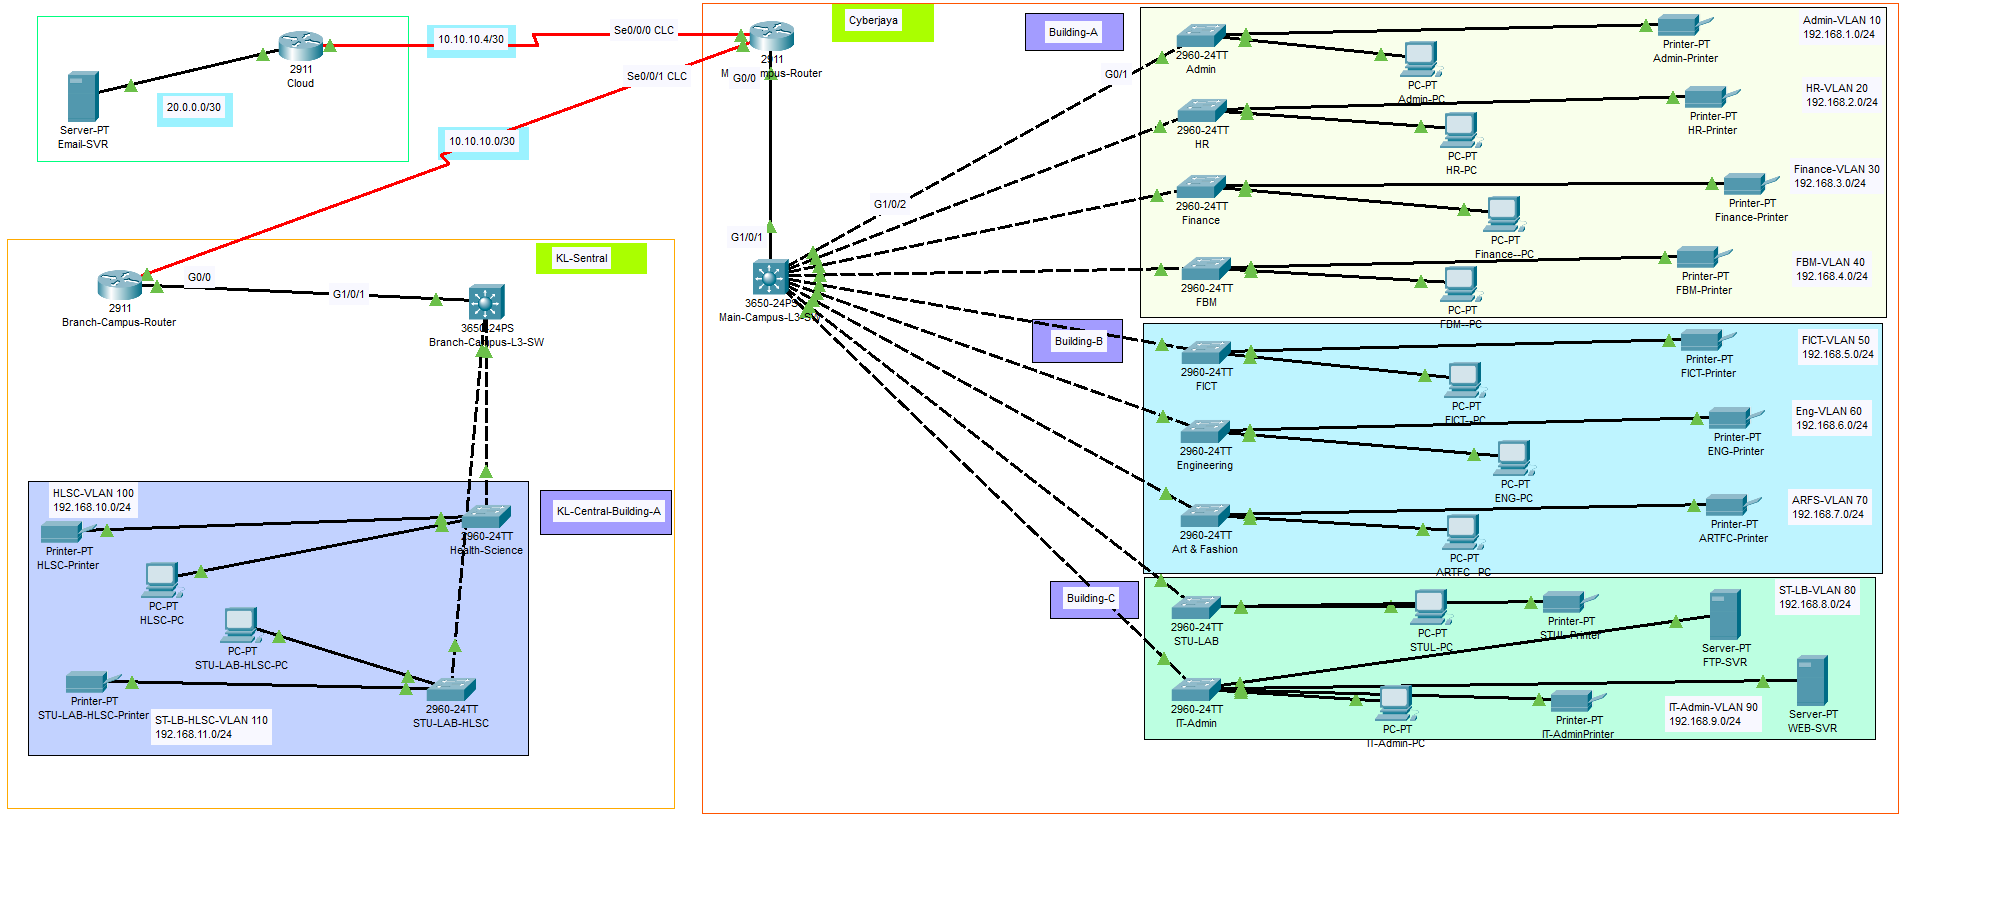 10.10.10.4/30
Se0/0/0 CLC
2911
Cloud
Server-PT
Email-SVR
20.0.0.0/30
10.10.10.0/30
Se0/0/1 CLC
2911
M
mpus-Router
G0/0
Cyberjaya
KL-Sentral
G0/0
G1/0/1
2911
Branch-Campus-Router
3650-24PS
Branch-Campus-L3-SW
HLSC-VLAN 100
192.168.10.0/24
Printer-PT
HLSC-Printer
PC-PT
HLSC-PC
2960-24TT
Health-Science
KL-Central-Building-A
PC-PT
STU-LAB-HLSC-PC
Printer-PT
STU-LAB-HLSC-Printer
2960-24TT
STU-LAB-HLSC
ST-LB-HLSC-VLAN 110
192.168.11.0/24
G1/0/1
G1/0/2
G0/1
3650-24PS
Main-Campus-L3-SW
Building-A
2960-24TT
Admin
PC-PT
Admin-PC
Printer-PT
Admin-Printer
Admin-VLAN 10
192.168.1.0/24
2960-24TT
HR
PC-PT
HR-PC
Printer-PT
HR-Printer
HR-VLAN 20
192.168.2.0/24
2960-24TT
Finance
PC-PT
Finance--PC
Printer-PT
Finance-Printer
Finance-VLAN 30
192.168.3.0/24
2960-24TT
FBM
PC-PT
FBM--PC
Printer-PT
FBM-Printer
FBM-VLAN 40
192.168.4.0/24
Building-B
2960-24TT
FICT
PC-PT
FICT--PC
Printer-PT
FICT-Printer
FICT-VLAN 50
192.168.5.0/24
2960-24TT
Engineering
PC-PT
ENG-PC
Printer-PT
ENG-Printer
Eng-VLAN 60
192.168.6.0/24
2960-24TT
Art & Fashion
PC-PT
ARTFC--PC
Printer-PT
ARTFC-Printer
ARFS-VLAN 70
192.168.7.0/24
Building-C
2960-24TT
STU-LAB
PC-PT
STUL-PC
Printer-PT
STUL-Printer
Server-PT
FTP-SVR
ST-LB-VLAN 80
192.168.8.0/24
2960-24TT
IT-Admin
PC-PT
IT-Admin-PC
Printer-PT
IT-AdminPrinter
IT-Admin-VLAN 90
192.168.9.0/24
Server-PT
WEB-SVR